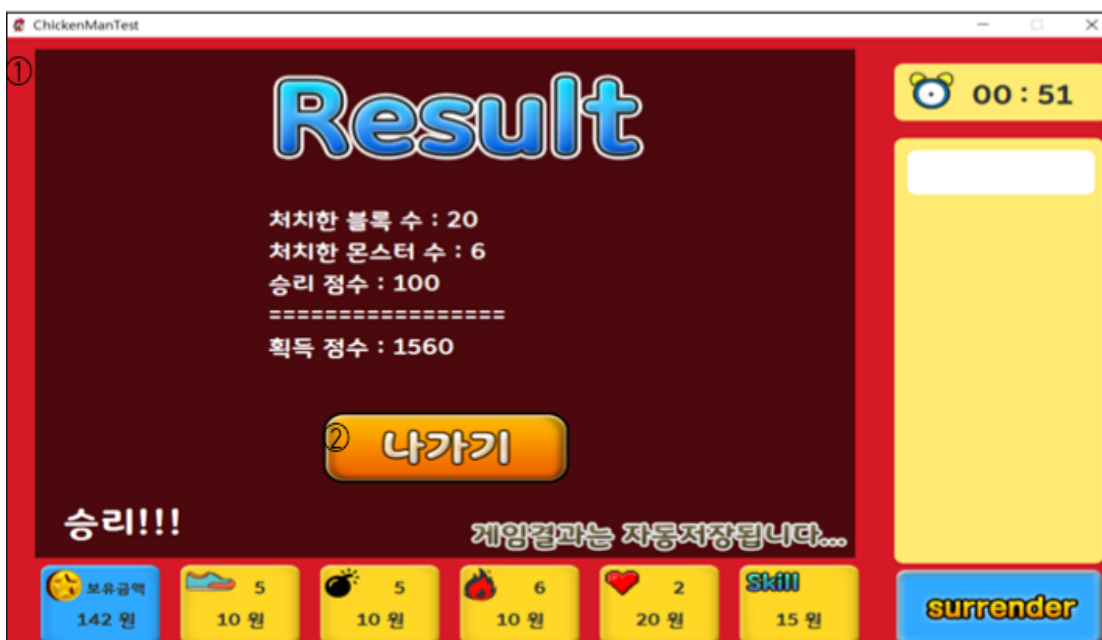 ChickenManTest
①
Result
00 : 51
처치한 블록 수 : 20
처치한 몬스터 수 : 6
승리 점수 : 100
=================
획득 점수 : 1560
② 나가기
승리!!!
게임결과는 자동저장됩니다...
보유금액
142 원
5
10 원
5
10 원
6
10 원
2
20 원
Skill
15 원
surrender